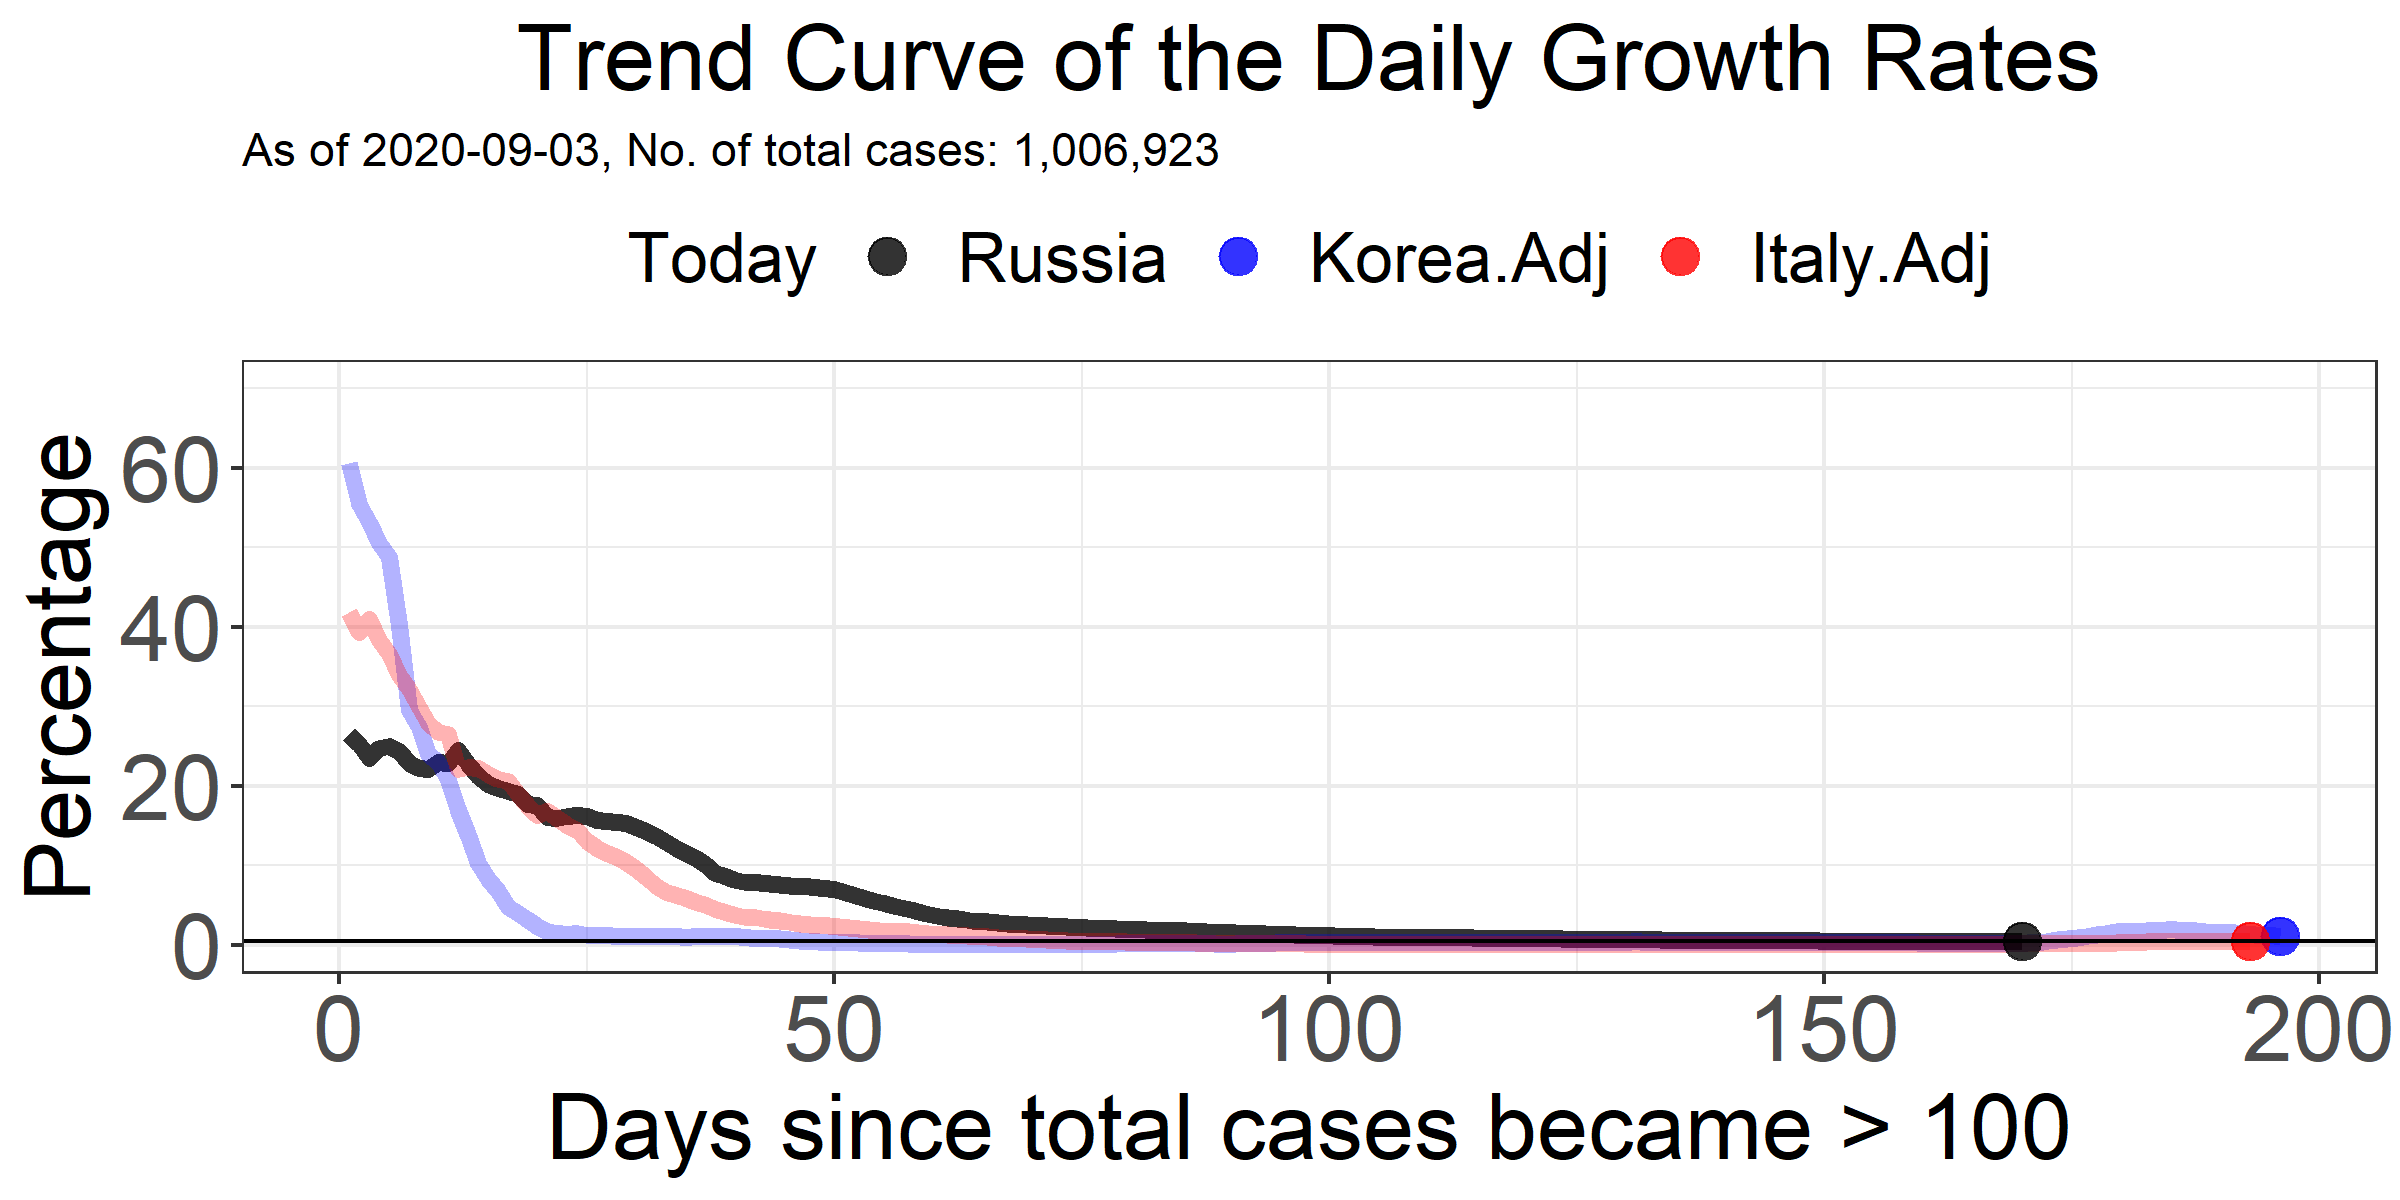 Trend Curve of the Daily Growth Rates
As of 2020-09-03, No. of total cases: 1,006,923
Today Russia Korea.Adj Italy.Adj
Percentage
60
40
20
0
0 50 100 150 200
Days since total cases became > 100